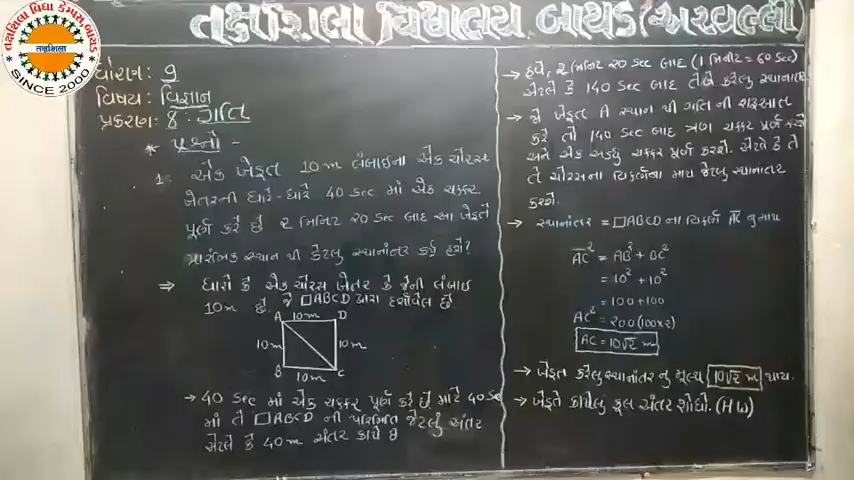 તક્ષશિલા વિદ્યાલય બાયડ (અરવલ્લી)
તક્ષશિલા વિદ્યા કેમ્પસ બાયડ
તક્ષશિલા
SINCE 2000
ધોરણ: 9
વિષય: વિજ્ઞાન
પ્રકરણ: 8: ગતિ
* પ્રશ્નો -
1. એક ખેડૂત 10m લંબાઈના એક ચોરસ
ખેતરની ધારે-ધારે 40 sec માં એક ચક્કર
પૂર્ણ કરે છે 2 મિનિટ 20 sec બાદ આ ખેડૂતે
પ્રારંભિક સ્થાન થી કેટલુ સ્થાનાંતર કર્યુ હશે?
⇒ ધારો કે એક ચોરસ ખેતર કે જેની લંબાઇ
10m છે. જે □ABCD દ્વારા દર્શાવેલ છે
A 10m D
10m 10m
B 10m C
→ 40 sec માં એક ચક્કર પૂર્ણ કરે છે. માટે 40 sec
માં તે □ABCD ની પરિમિતિ જેટલું અંતર
એટલે કે 40m અંતર કાપે છે
→ હવે, 2 મિનિટ 20 sec બાદ (1 મિનીટ = 60 sec)
એટલે કે 140 sec બાદ તેણે કરેલુ સ્થાનાંતર
→ જો ખેડૂત A સ્થાન થી ગતિ ની શરૂઆત
કરે તો 140 sec બાદ ત્રણ ચક્કર પૂર્ણ કરશે
અને એક અડધુ ચક્કર પૂર્ણ કરશે. એટલે કે તે
તે ચોરસના વિકર્ણના માપ જેટલુ સ્થાનાંતર
કરશે.
→ સ્થાનાંતર = □ABCD ના વિકર્ણ AC નુ માપ
AC² = AB² + BC²
= 10² + 10²
= 100+100
AC² = 200 (100×2)
AC = 10√2 m
→ ખેડૂત કરેલુ સ્થાનાંતર નુ મૂલ્ય 10√2 m થાય.
→ ખેડૂતે કાપેલુ કુલ અંતર શોધો. (HW)